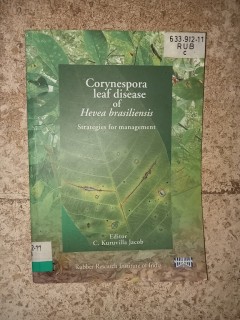 633·912-11
RUB
C
Corynespora
leaf disease
of
Hevea brasiliensis
Strategies for management
Editor
C. Kuruvilla Jacob
Rubber Research Institute of India